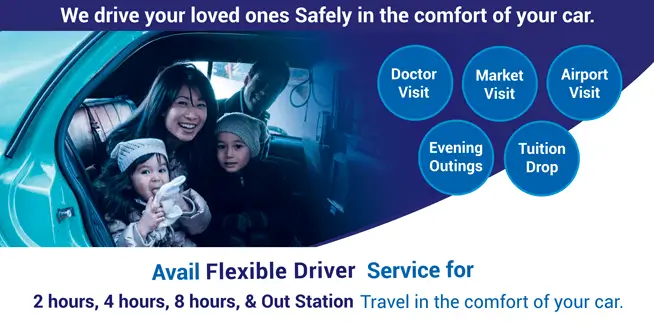 We drive your loved ones Safely in the comfort of your car.
Doctor
Visit
Market
Visit
Airport
Visit
Evening
Outings
Tuition
Drop
Avail Flexible Driver Service for
2 hours, 4 hours, 8 hours, & Out Station Travel in the comfort of your car.